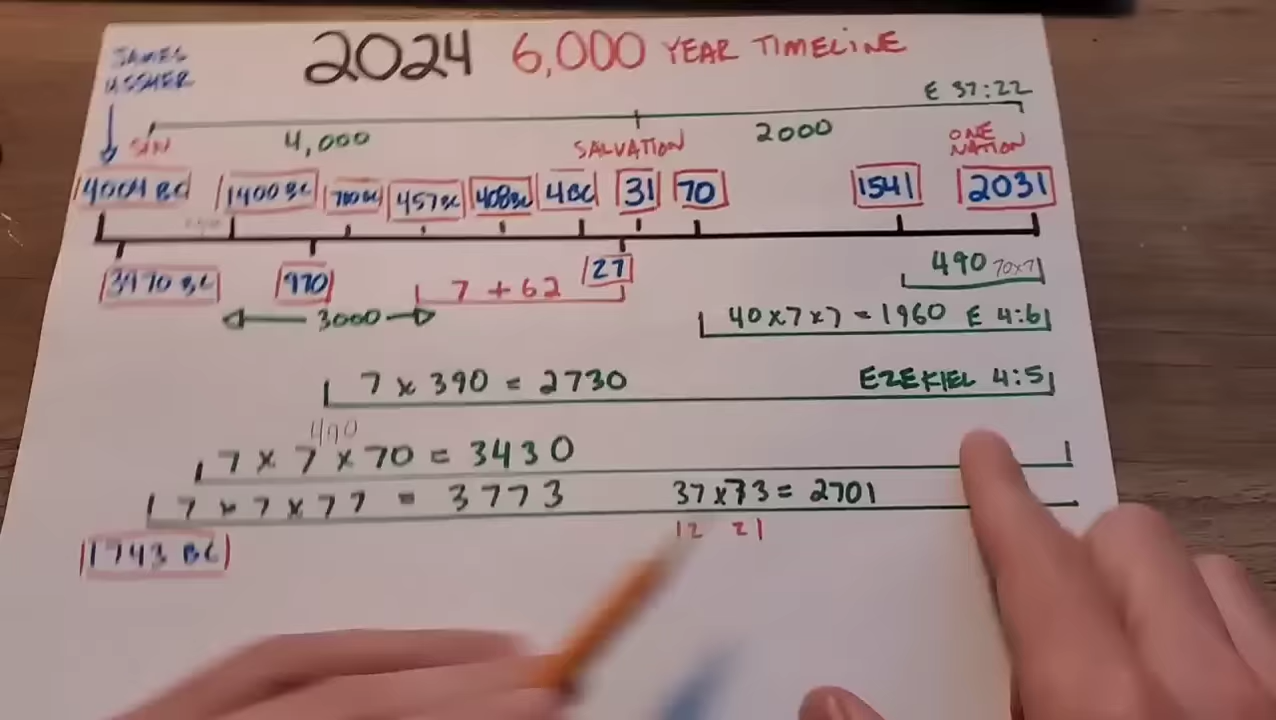 2024 6,000 YEAR TIMELINE
JAMES
USSHER
E 37:22
SIN 4,000 SALVATION 2000 ONE
NATION
4004 BC 1400 BC 700 BC 457 BC 408 BC 4 BC 31 70 1541 2031
3970 BC 970 7 + 62 27 490 70x7
3000 40 x 7 x 7 = 1960 E 4:6
7 x 390 = 2730 EZEKIEL 4:5
490
7 x 7 x 70 = 3430
7 x 7 x 77 = 3773 37 x 73 = 2701
12 21
1743 BC